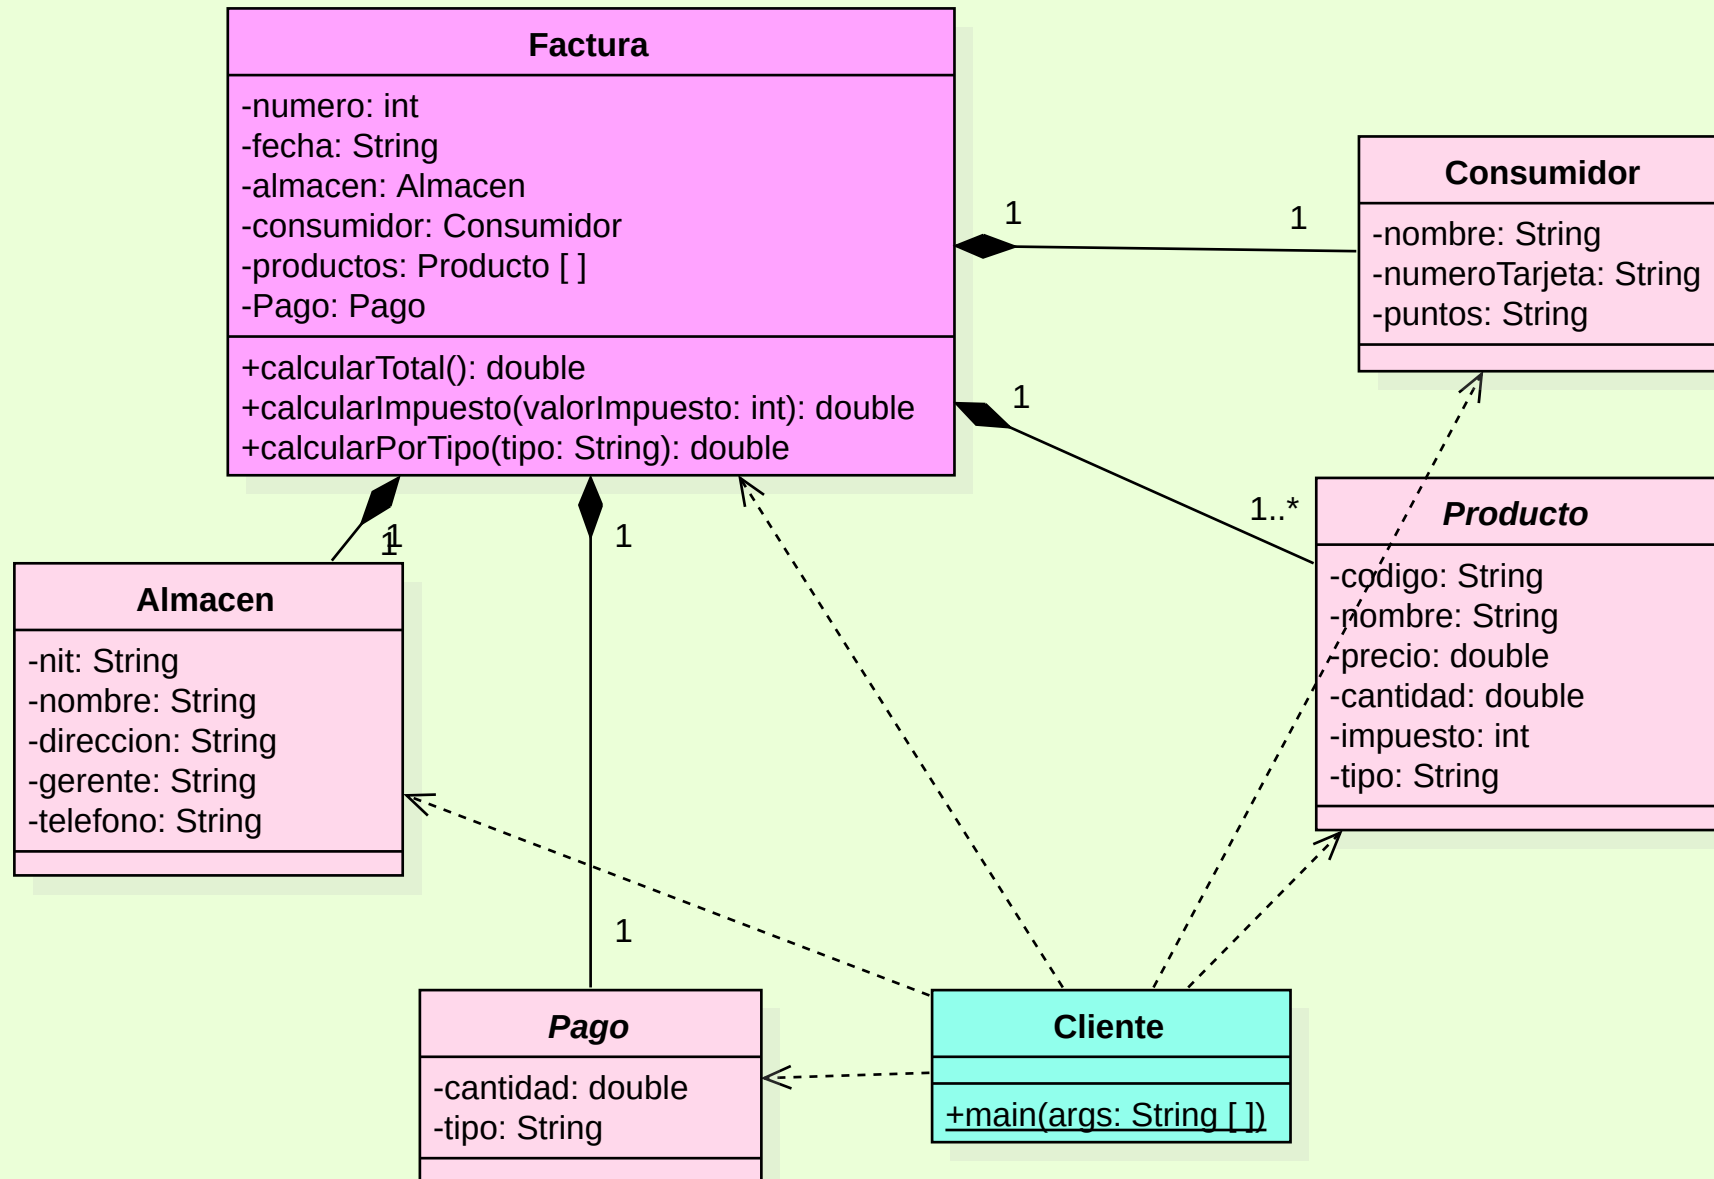 Factura
-numero: int
-fecha: String
-almacen: Almacen
-consumidor: Consumidor
-productos: Producto [ ]
-Pago: Pago
+calcularTotal(): double
+calcularImpuesto(valorImpuesto: int): double
+calcularPorTipo(tipo: String): double
1
1
Consumidor
-nombre: String
-numeroTarjeta: String
-puntos: String
1
1..*
Producto
-codigo: String
-nombre: String
-precio: double
-cantidad: double
-impuesto: int
-tipo: String
1
1
Almacen
-nit: String
-nombre: String
-direccion: String
-gerente: String
-telefono: String
1
1
Pago
-cantidad: double
-tipo: String
Cliente
+main(args: String [ ])